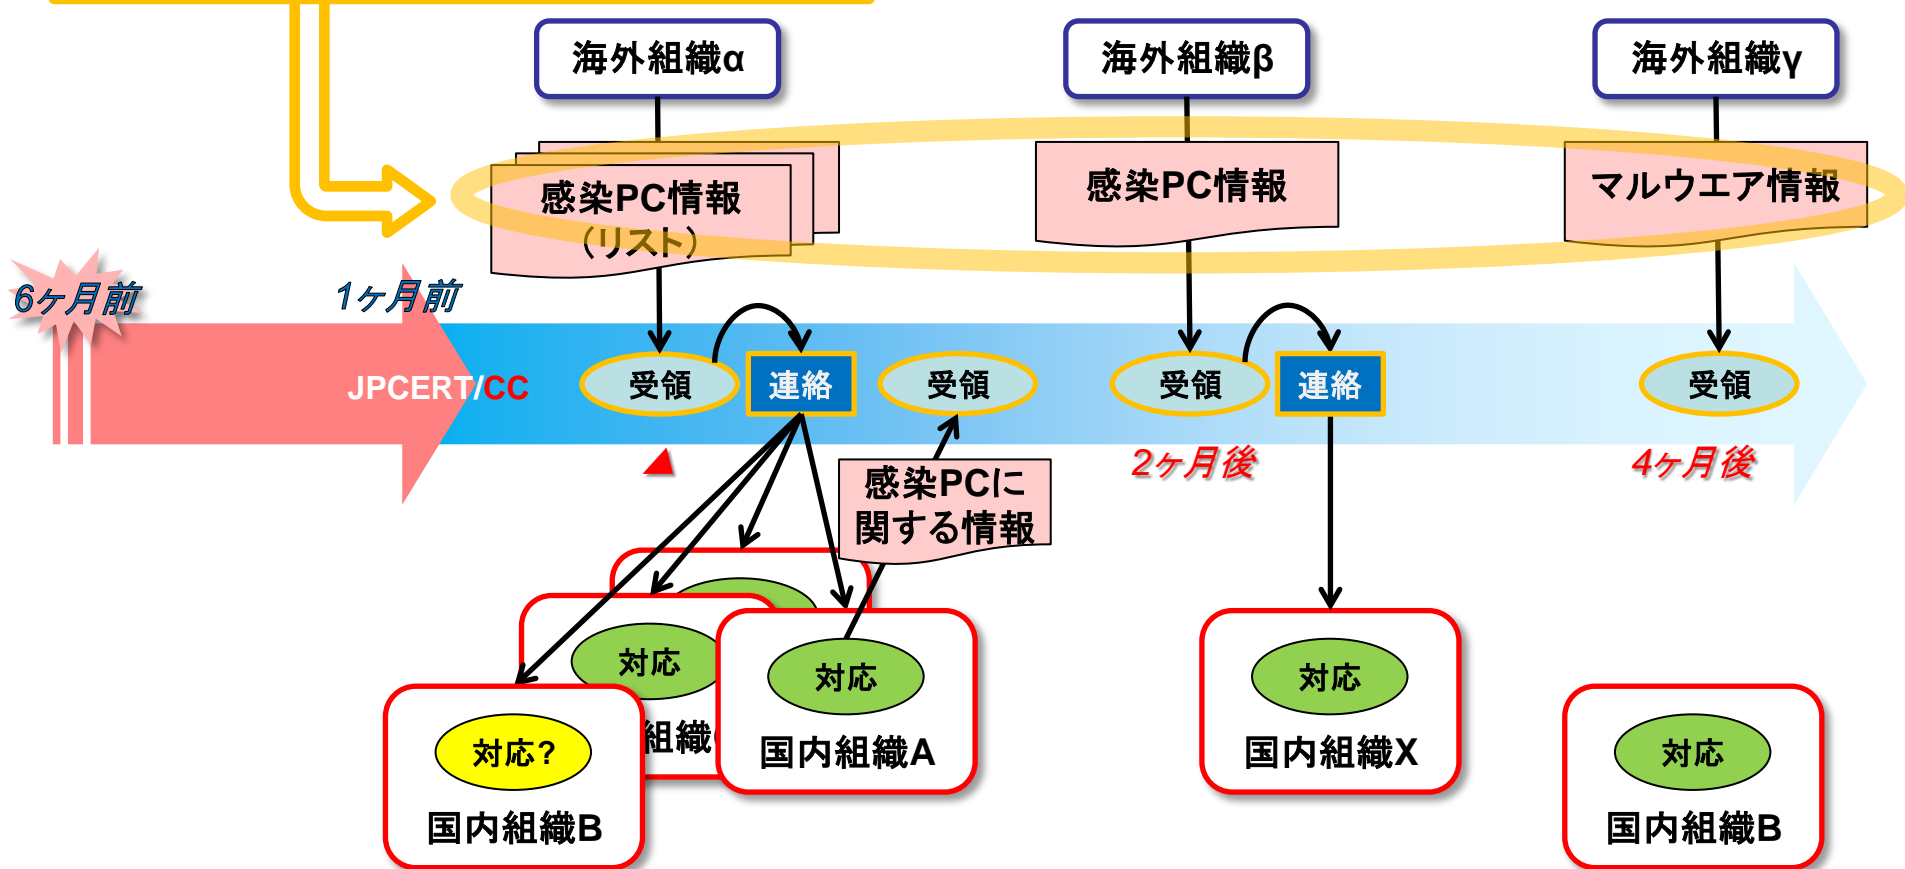 海外組織α
海外組織β
海外組織γ
感染PC情報
(リスト)
感染PC情報
マルウエア情報
6ヶ月前
1ヶ月前
JPCERT/CC
受領
連絡
受領
受領
連絡
受領
2ヶ月後
4ヶ月後
感染PCに
関する情報
対応
組織
対応
国内組織A
対応
国内組織X
対応?
国内組織B
対応
国内組織B